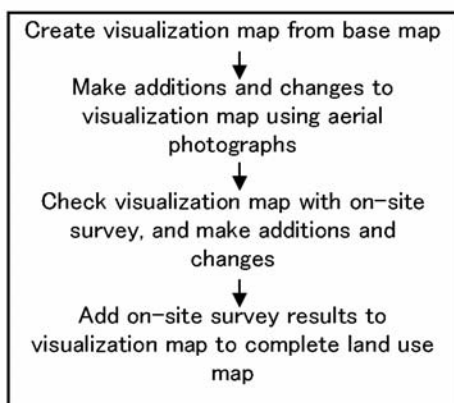 Create visualization map from base map
Make additions and changes to
visualization map using aerial
photographs
Check visualization map with on-site
survey, and make additions and
changes
Add on-site survey results to
visualization map to complete land use
map